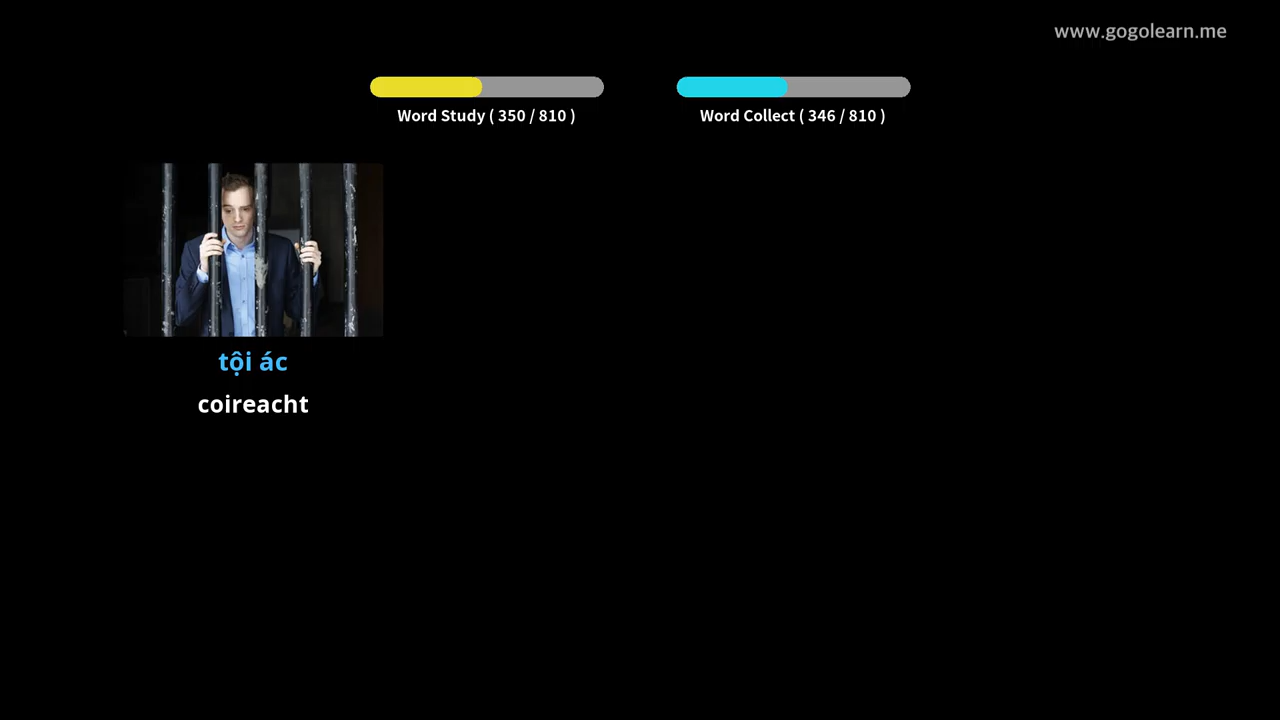 www.gogolearn.me
Word Study ( 350 / 810 )
Word Collect ( 346 / 810 )
tội ác
coireacht